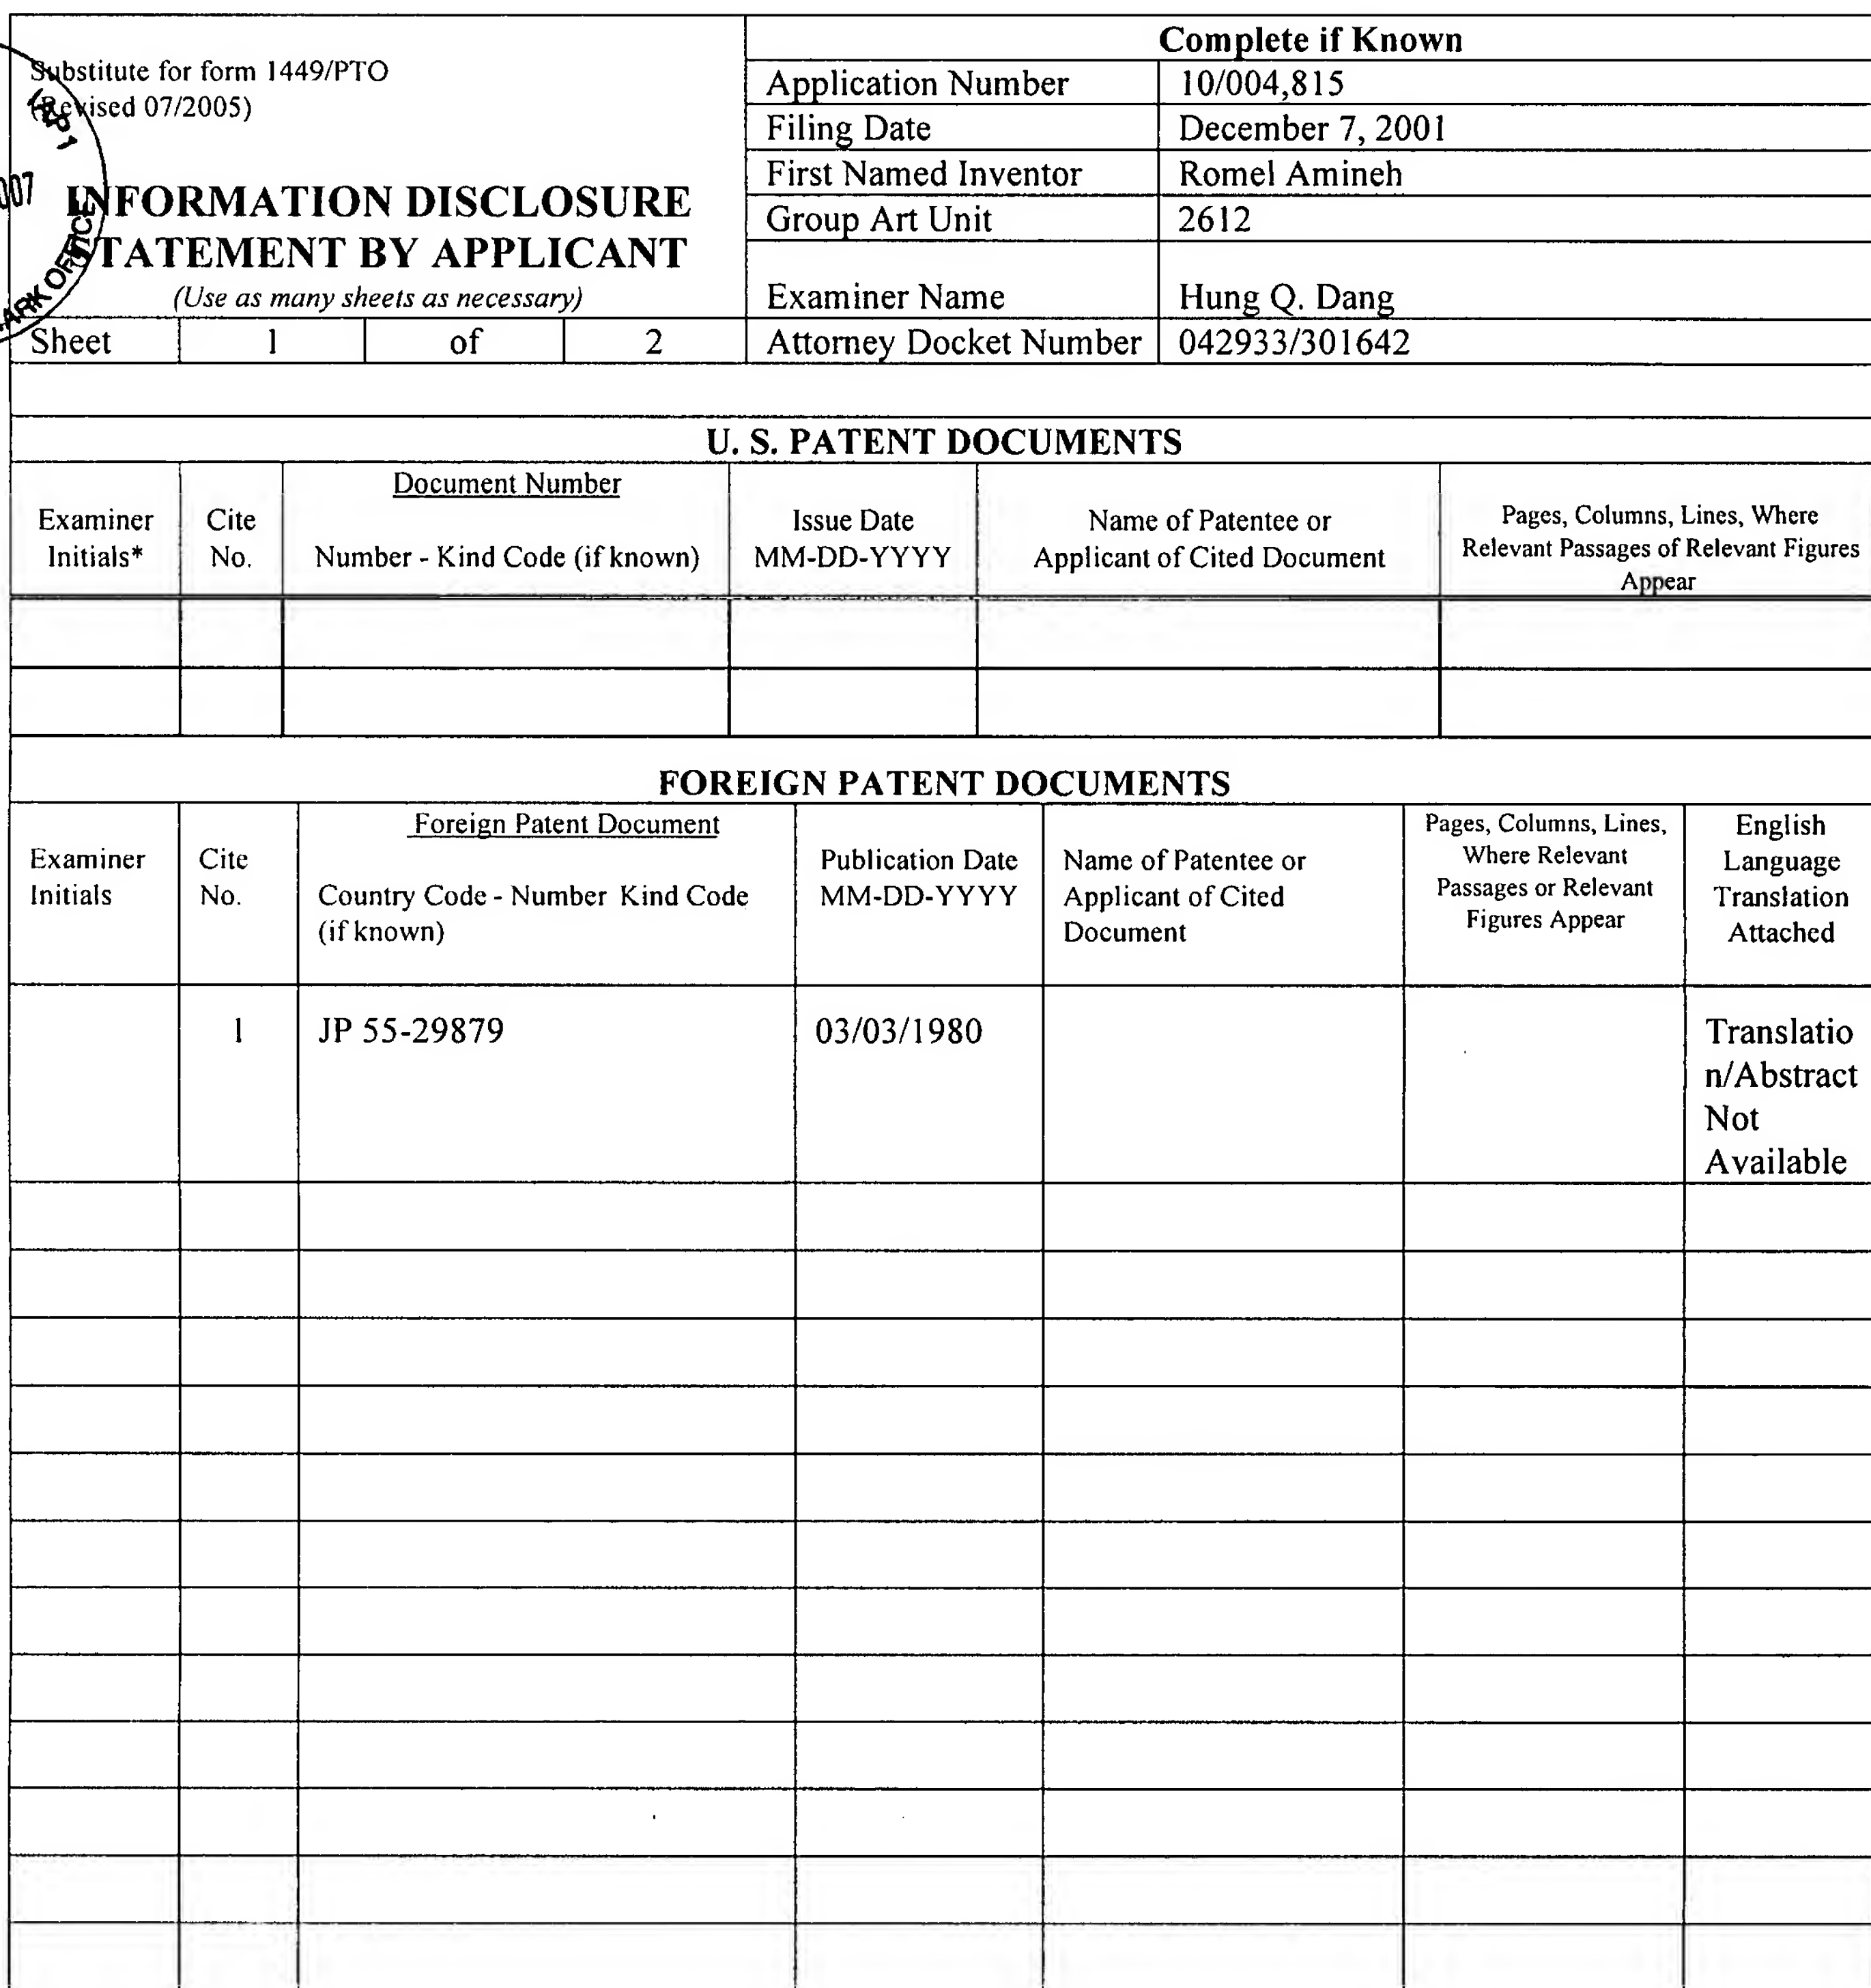 Complete if Known
Substitute for form 1449/PTO
(Revised 07/2005)
INFORMATION DISCLOSURE
STATEMENT BY APPLICANT
(Use as many sheets as necessary)
Sheet 1 of 2
Application Number 10/004,815
Filing Date December 7, 2001
First Named Inventor Romel Amineh
Group Art Unit 2612
Examiner Name Hung Q. Dang
Attorney Docket Number 042933/301642
U. S. PATENT DOCUMENTS
Examiner
Initials*
Cite
No.
Document Number
Number - Kind Code (if known)
Issue Date
MM-DD-YYYY
Name of Patentee or
Applicant of Cited Document
Pages, Columns, Lines, Where
Relevant Passages of Relevant Figures
Appear
FOREIGN PATENT DOCUMENTS
Examiner
Initials
Cite
No.
Foreign Patent Document
Country Code - Number Kind Code
(if known)
Publication Date
MM-DD-YYYY
Name of Patentee or
Applicant of Cited
Document
Pages, Columns, Lines,
Where Relevant
Passages or Relevant
Figures Appear
English
Language
Translation
Attached
1
JP 55-29879
03/03/1980
Translatio
n/Abstract
Not
Available